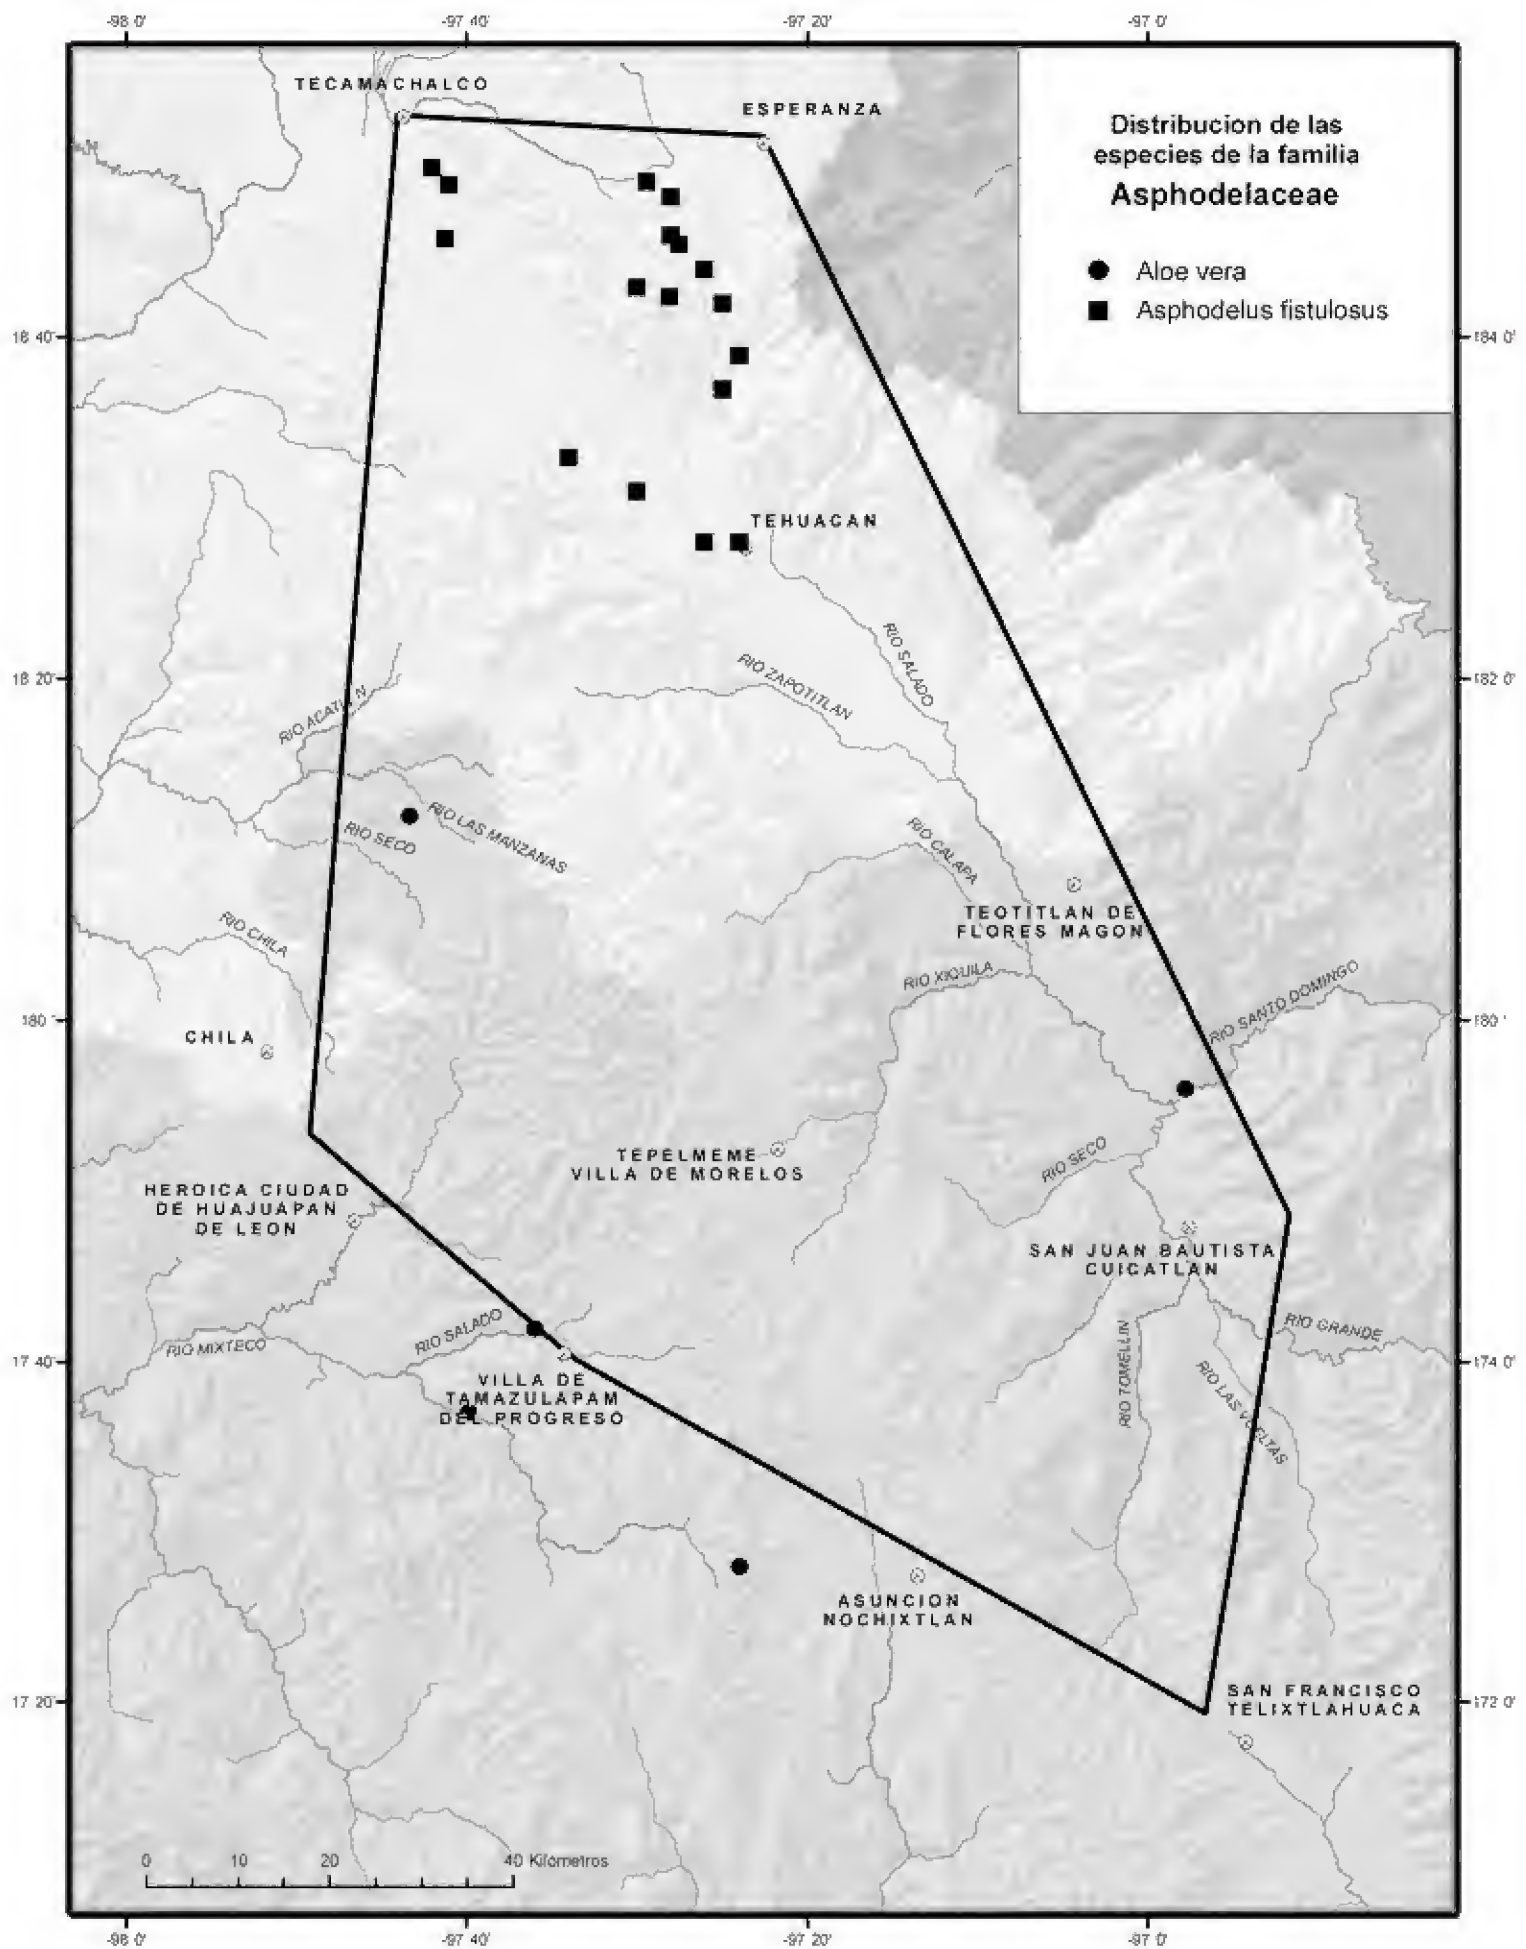 -98 0' -97 40' -97 20' -97 0'
TECAMACHALCO
ESPERANZA
Distribucion de las
especies de la familia
Asphodelaceae
Aloe vera
Asphodelus fistulosus
18 40' 184 0'
TEHUACAN
RIO SALADO
RIO ZAPOTITLAN
18 20' 182 0'
RIO ACATLAN
RIO LAS MANZANAS
RIO SECO
RIO CALAPA
TEOTITLAN DE
FLORES MAGON
RIO CHILA
RIO XIQUILA
RIO SANTO DOMINGO
180 ' 180 '
CHILA
TEPELMEME
VILLA DE MORELOS
RIO SECO
HEROICA CIUDAD
DE HUAJUAPAN
DE LEON
SAN JUAN BAUTISTA
CUICATLAN
RIO SALADO
RIO MIXTECO
RIO GRANDE
17 40' 174 0'
RIO TOMELLIN
RIO LAS VUELTAS
VILLA DE
TAMAZULAPAM
DEL PROGRESO
ASUNCION
NOCHIXTLAN
17 20' 172 0'
SAN FRANCISCO
TELIXTLAHUACA
0 10 20 40 Kilometros
-98 0' -97 40' -97 20' -97 0'